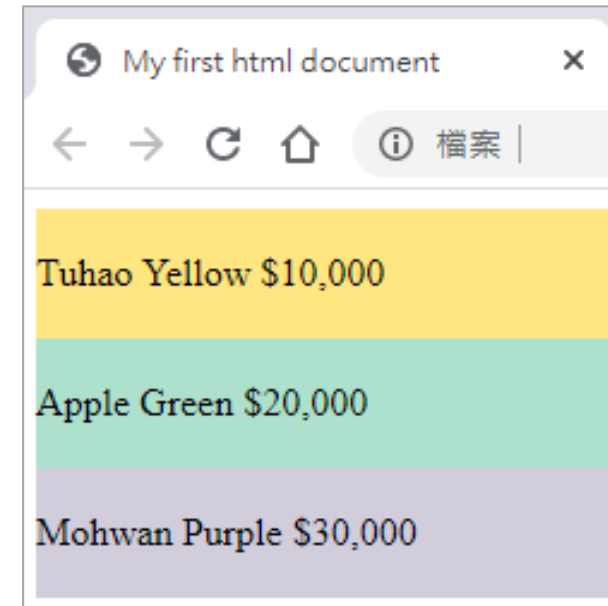 My first html document
檔案
Tuhao Yellow $10,000
Apple Green $20,000
Mohwan Purple $30,000